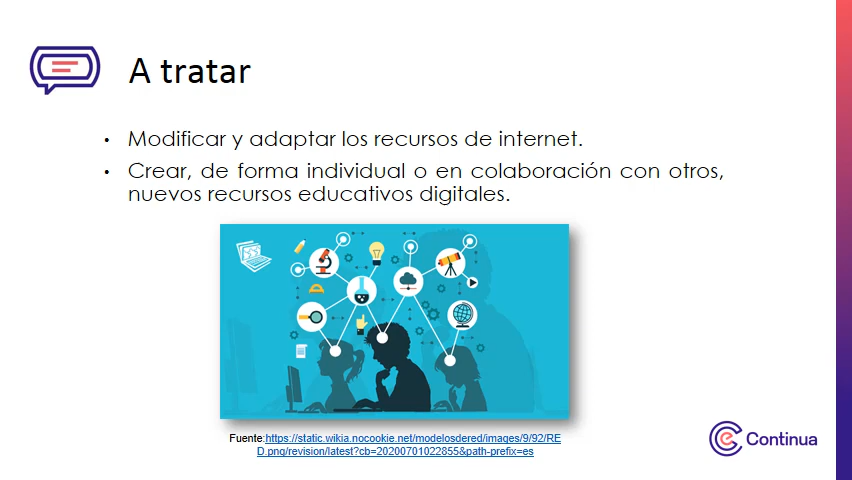 A tratar
• Modificar y adaptar los recursos de internet.
• Crear, de forma individual o en colaboración con otros,
nuevos recursos educativos digitales.
Fuente:https://static.wikia.nocookie.net/modelosdered/images/9/92/RE
D.png/revision/latest?cb=20200701022855&path-prefix=es
Continua